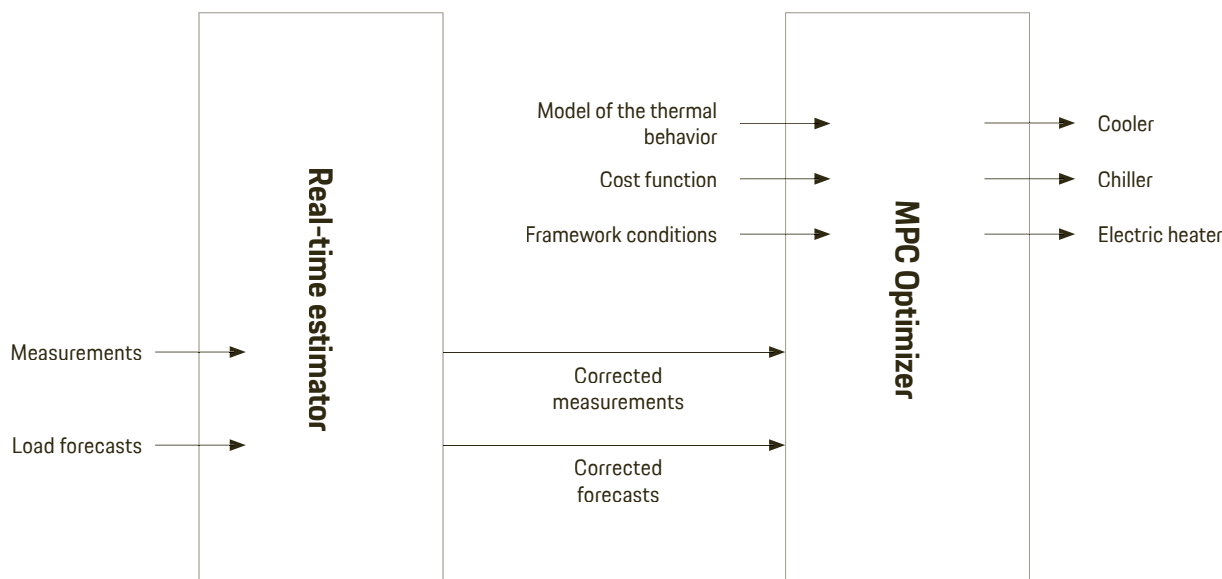 Real-time estimator
Measurements
Load forecasts
Model of the thermal
behavior
Cost function
Framework conditions
Corrected
measurements
Corrected
forecasts
MPC Optimizer
Cooler
Chiller
Electric heater